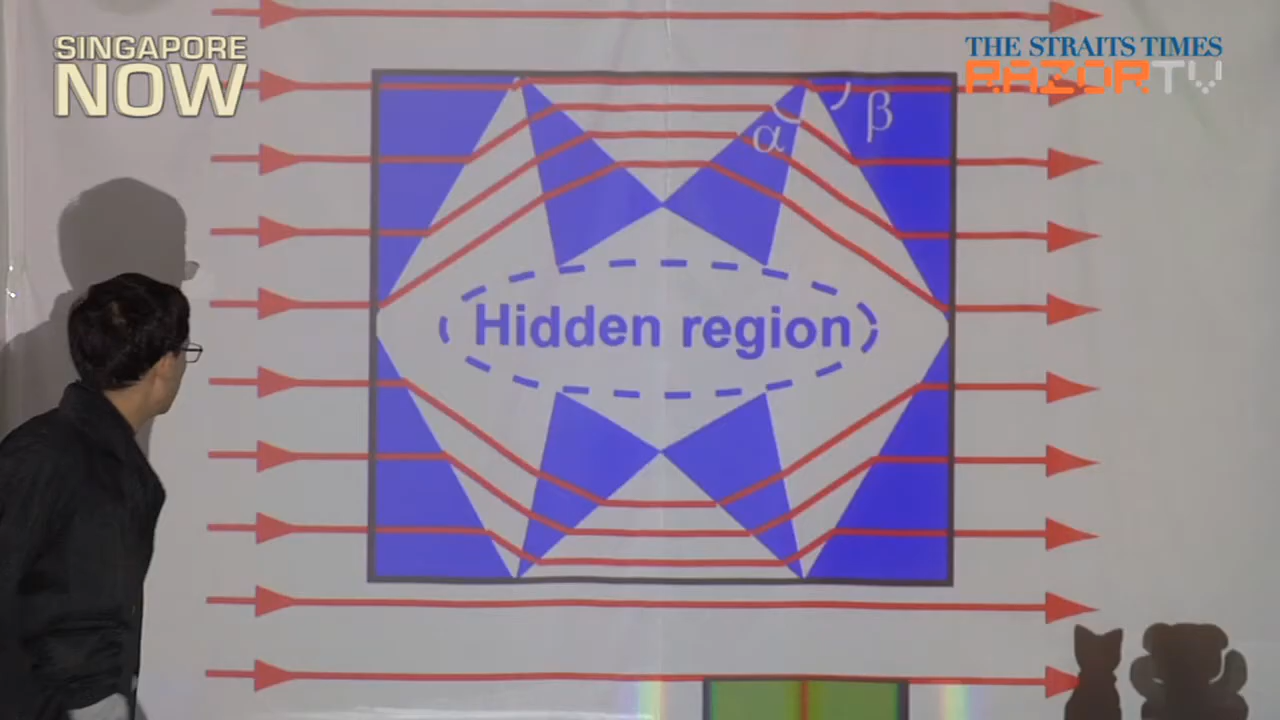 SINGAPORE
NOW
THE STRAITS TIMES
RAZORTV
β
α
Hidden region